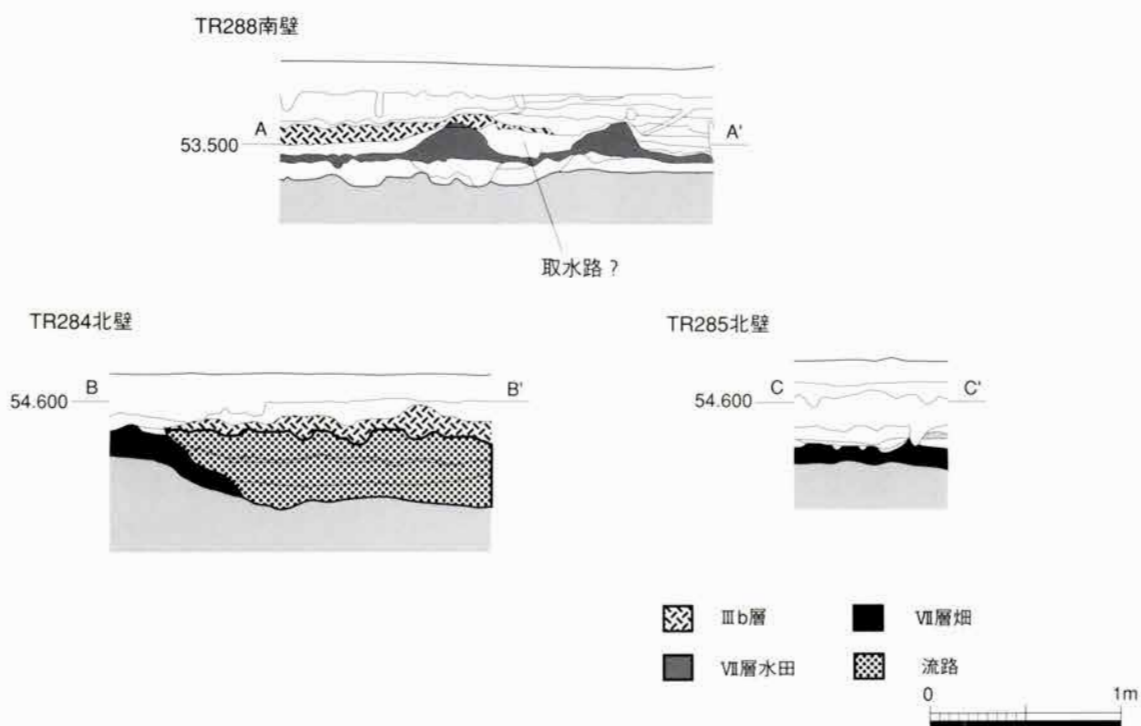 TR288南壁
A
A'
53.500
取水路？
TR284北壁
B
B'
54.600
TR285北壁
C
C'
54.600
Ⅲb層
Ⅶ層畑
Ⅶ層水田
流路
0
1m